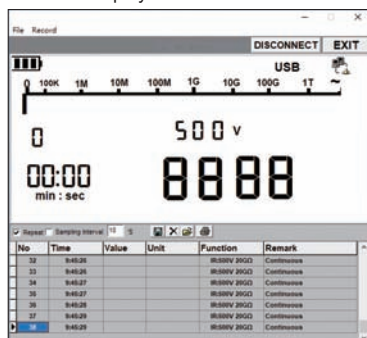 File Record
DISCONNECT EXIT
USB
0 100K 1M 10M 100M 1G 10G 100G 1T ~
0 500 v
00:00 8888
min : sec
Repeat Sampling Interval 10 'S
No Time Value Unit Function Remark
32 9:45:26 IR:500V 20GΩ Continuous
33 9:45:26 IR:500V 20GΩ Continuous
34 9:45:27 IR:500V 20GΩ Continuous
35 9:45:27 IR:500V 20GΩ Continuous
36 9:45:28 IR:500V 20GΩ Continuous
37 9:45:29 IR:500V 20GΩ Continuous
38 9:45:29 IR:500V 20GΩ Continuous